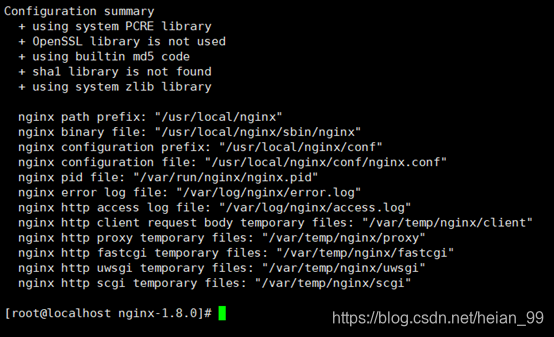 Configuration summary
+ using system PCRE library
+ OpenSSL library is not used
+ using builtin md5 code
+ sha1 library is not found
+ using system zlib library
nginx path prefix: "/usr/local/nginx"
nginx binary file: "/usr/local/nginx/sbin/nginx"
nginx configuration prefix: "/usr/local/nginx/conf"
nginx configuration file: "/usr/local/nginx/conf/nginx.conf"
nginx pid file: "/var/run/nginx/nginx.pid"
nginx error log file: "/var/log/nginx/error.log"
nginx http access log file: "/var/log/nginx/access.log"
nginx http client request body temporary files: "/var/temp/nginx/client"
nginx http proxy temporary files: "/var/temp/nginx/proxy"
nginx http fastcgi temporary files: "/var/temp/nginx/fastcgi"
nginx http uwsgi temporary files: "/var/temp/nginx/uwsgi"
nginx http scgi temporary files: "/var/temp/nginx/scgi"
[root@localhost nginx-1.8.0]#
https://blog.csdn.net/heian_99